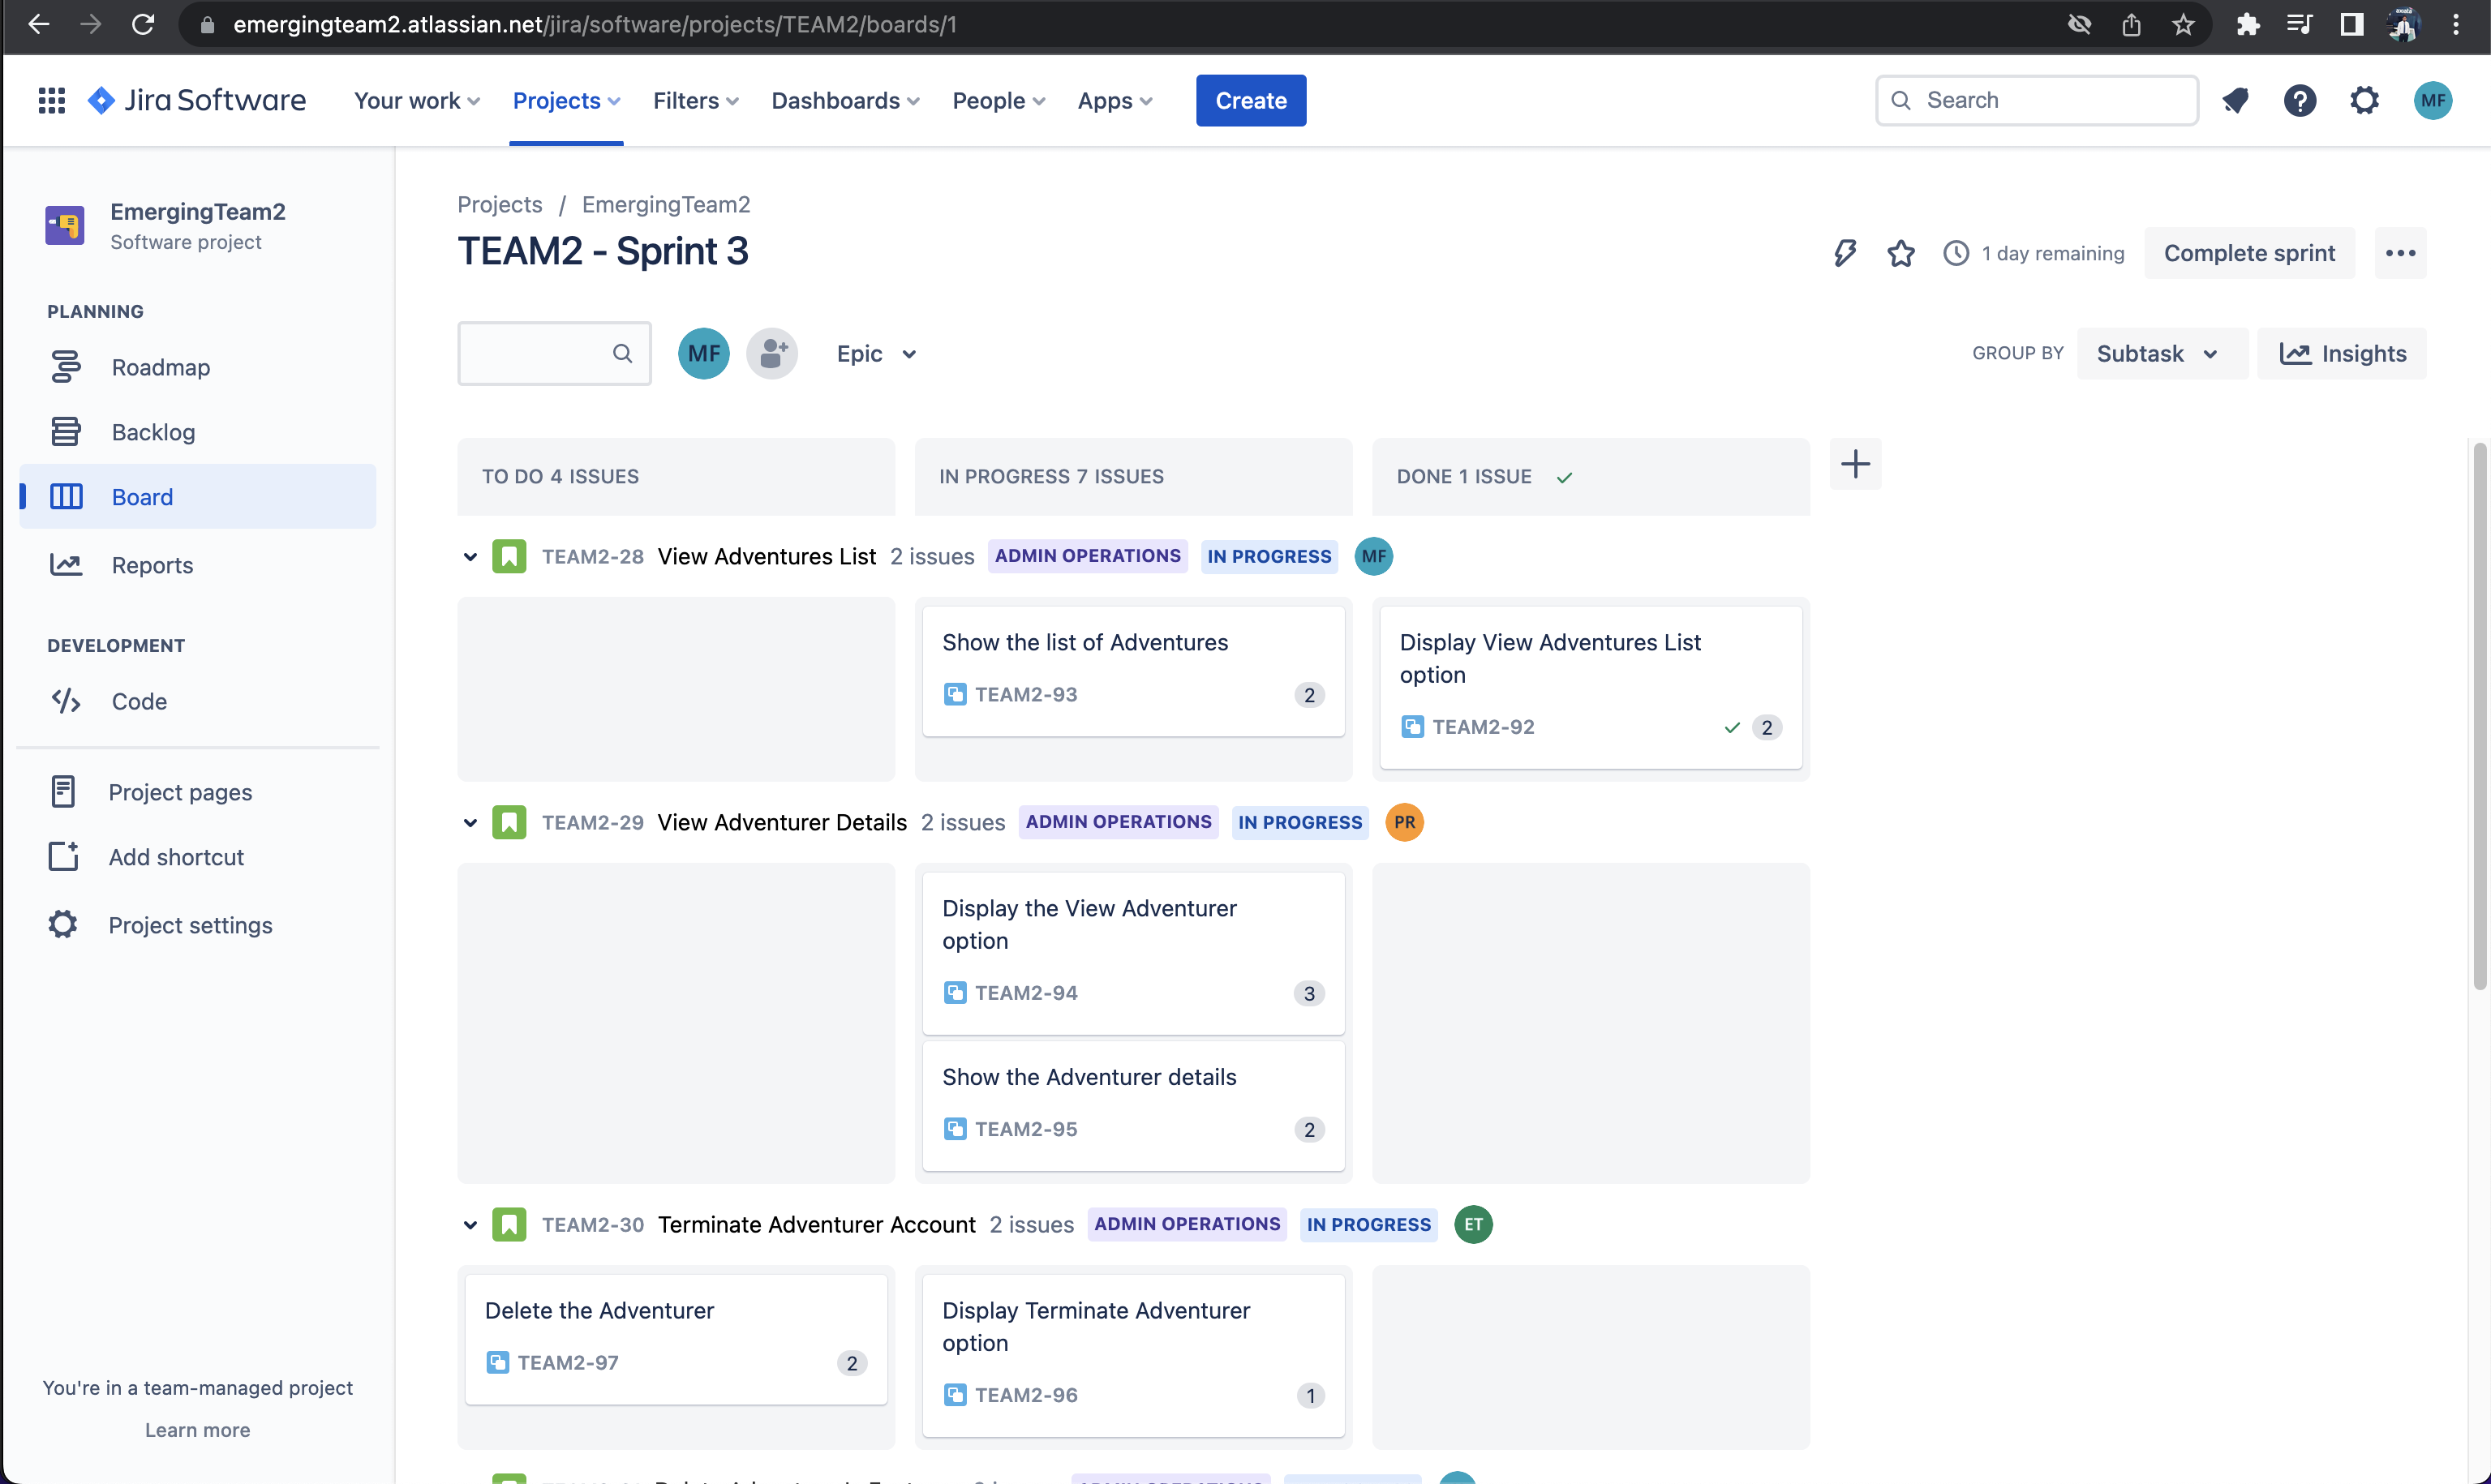 emergingteam2.atlassian.net/jira/software/projects/TEAM2/boards/1
Jira Software
Your work
Projects
Filters
Dashboards
People
Apps
Create
Search
MF
EmergingTeam2
Software project
PLANNING
Roadmap
Backlog
Board
Reports
DEVELOPMENT
Code
Project pages
Add shortcut
Project settings
You're in a team-managed project
Learn more
Projects / EmergingTeam2
TEAM2 - Sprint 3
1 day remaining
Complete sprint
MF
Epic
GROUP BY
Subtask
Insights
TO DO 4 ISSUES
IN PROGRESS 7 ISSUES
DONE 1 ISSUE
TEAM2-28 View Adventures List 2 issues ADMIN OPERATIONS IN PROGRESS MF
Show the list of Adventures
TEAM2-93 2
Display View Adventures List
option
TEAM2-92 2
TEAM2-29 View Adventurer Details 2 issues ADMIN OPERATIONS IN PROGRESS PR
Display the View Adventurer
option
TEAM2-94 3
Show the Adventurer details
TEAM2-95 2
TEAM2-30 Terminate Adventurer Account 2 issues ADMIN OPERATIONS IN PROGRESS ET
Delete the Adventurer
TEAM2-97 2
Display Terminate Adventurer
option
TEAM2-96 1